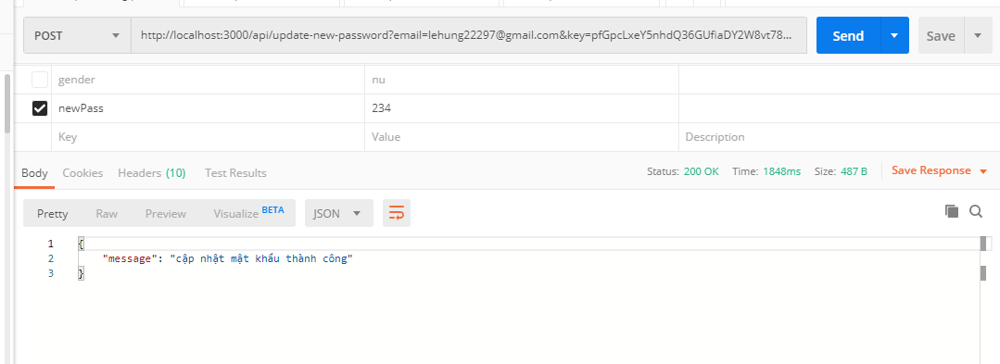 POST http://localhost:3000/api/update-new-password?email=lehung22297@gmail.com&key=pfGpcLxeY5nhdQ36GUfiaDY2W8vt78... Send Save
gender nu
newPass 234
Key Value Description
Body Cookies Headers (10) Test Results Status: 200 OK Time: 1848ms Size: 487 B Save Response
Pretty Raw Preview Visualize BETA JSON
1 {
2 "message": "cập nhật mật khẩu thành công"
3 }